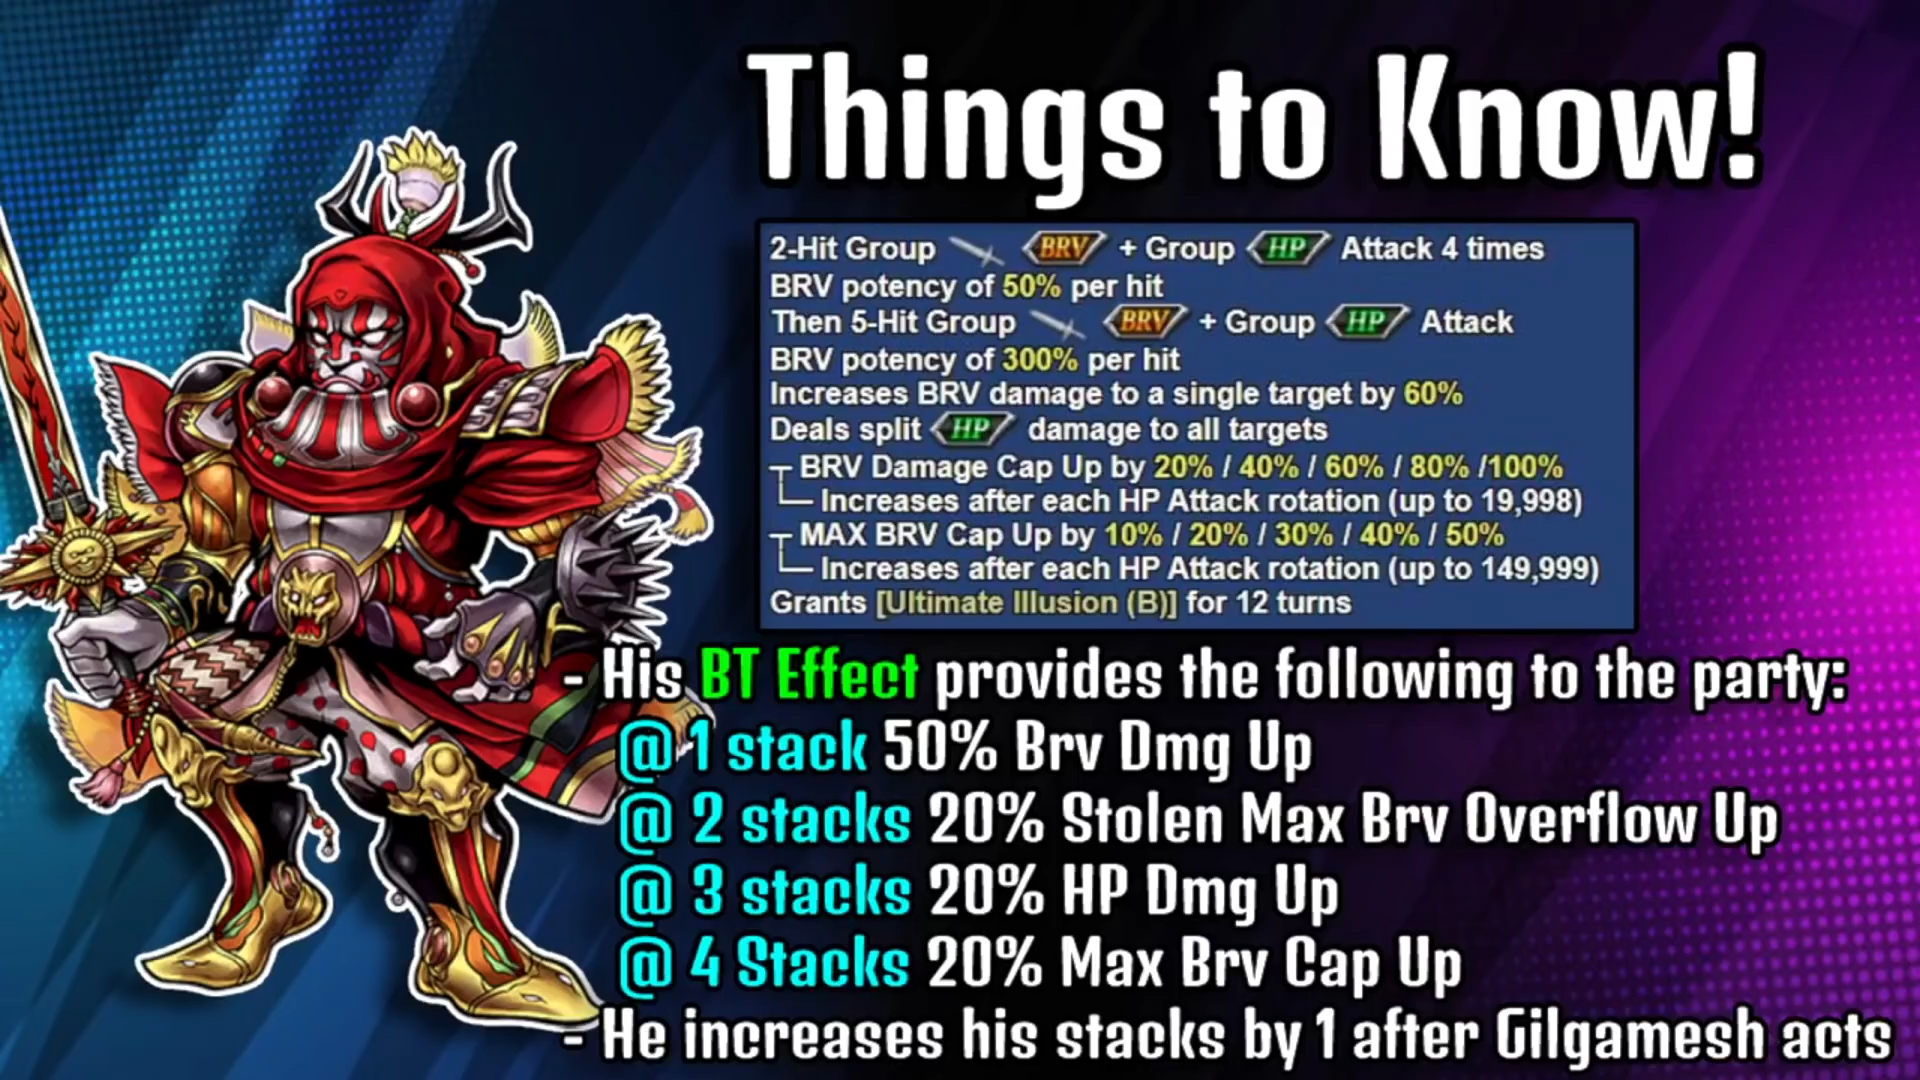 Things to Know!
2-Hit Group BRV + Group HP Attack 4 times
BRV potency of 50% per hit
Then 5-Hit Group BRV + Group HP Attack
BRV potency of 300% per hit
Increases BRV damage to a single target by 60%
Deals split HP damage to all targets
BRV Damage Cap Up by 20% / 40% / 60% / 80% /100%
Increases after each HP Attack rotation (up to 19,998)
MAX BRV Cap Up by 10% / 20% / 30% / 40% / 50%
Increases after each HP Attack rotation (up to 149,999)
Grants [Ultimate Illusion (B)] for 12 turns
- His BT Effect provides the following to the party:
@ 1 stack 50% Brv Dmg Up
@ 2 stacks 20% Stolen Max Brv Overflow Up
@ 3 stacks 20% HP Dmg Up
@ 4 Stacks 20% Max Brv Cap Up
- He increases his stacks by 1 after Gilgamesh acts